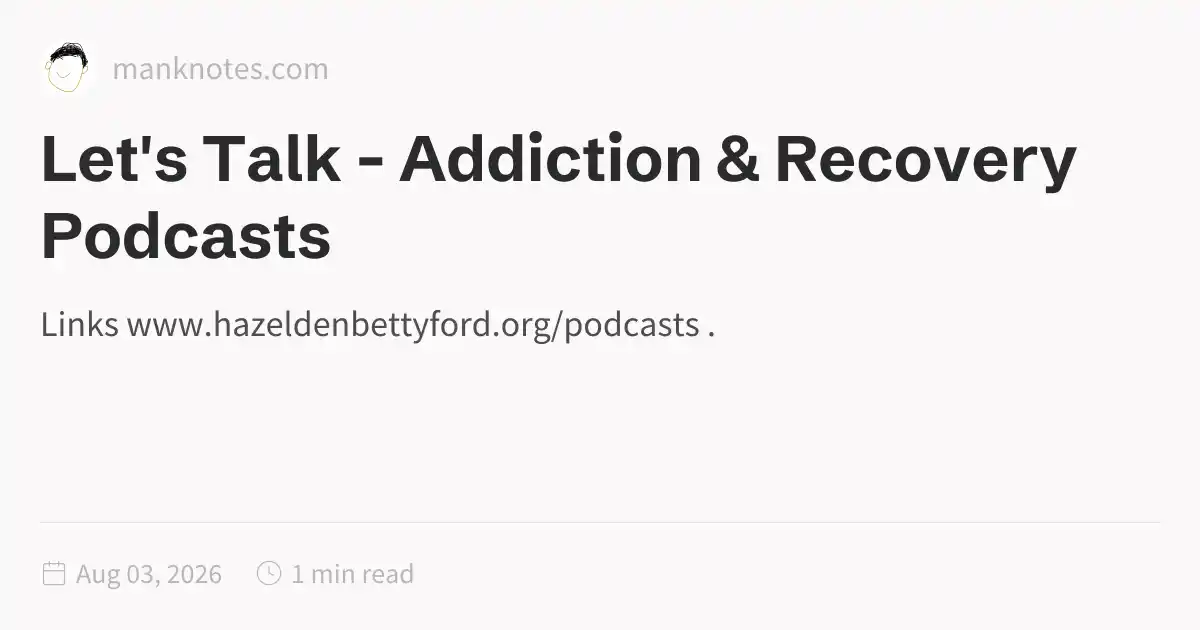 manknotes.com
Let's Talk - Addiction & Recovery
Podcasts
Links www.hazeldenbettyford.org/podcasts .
Aug 03, 2026 1 min read